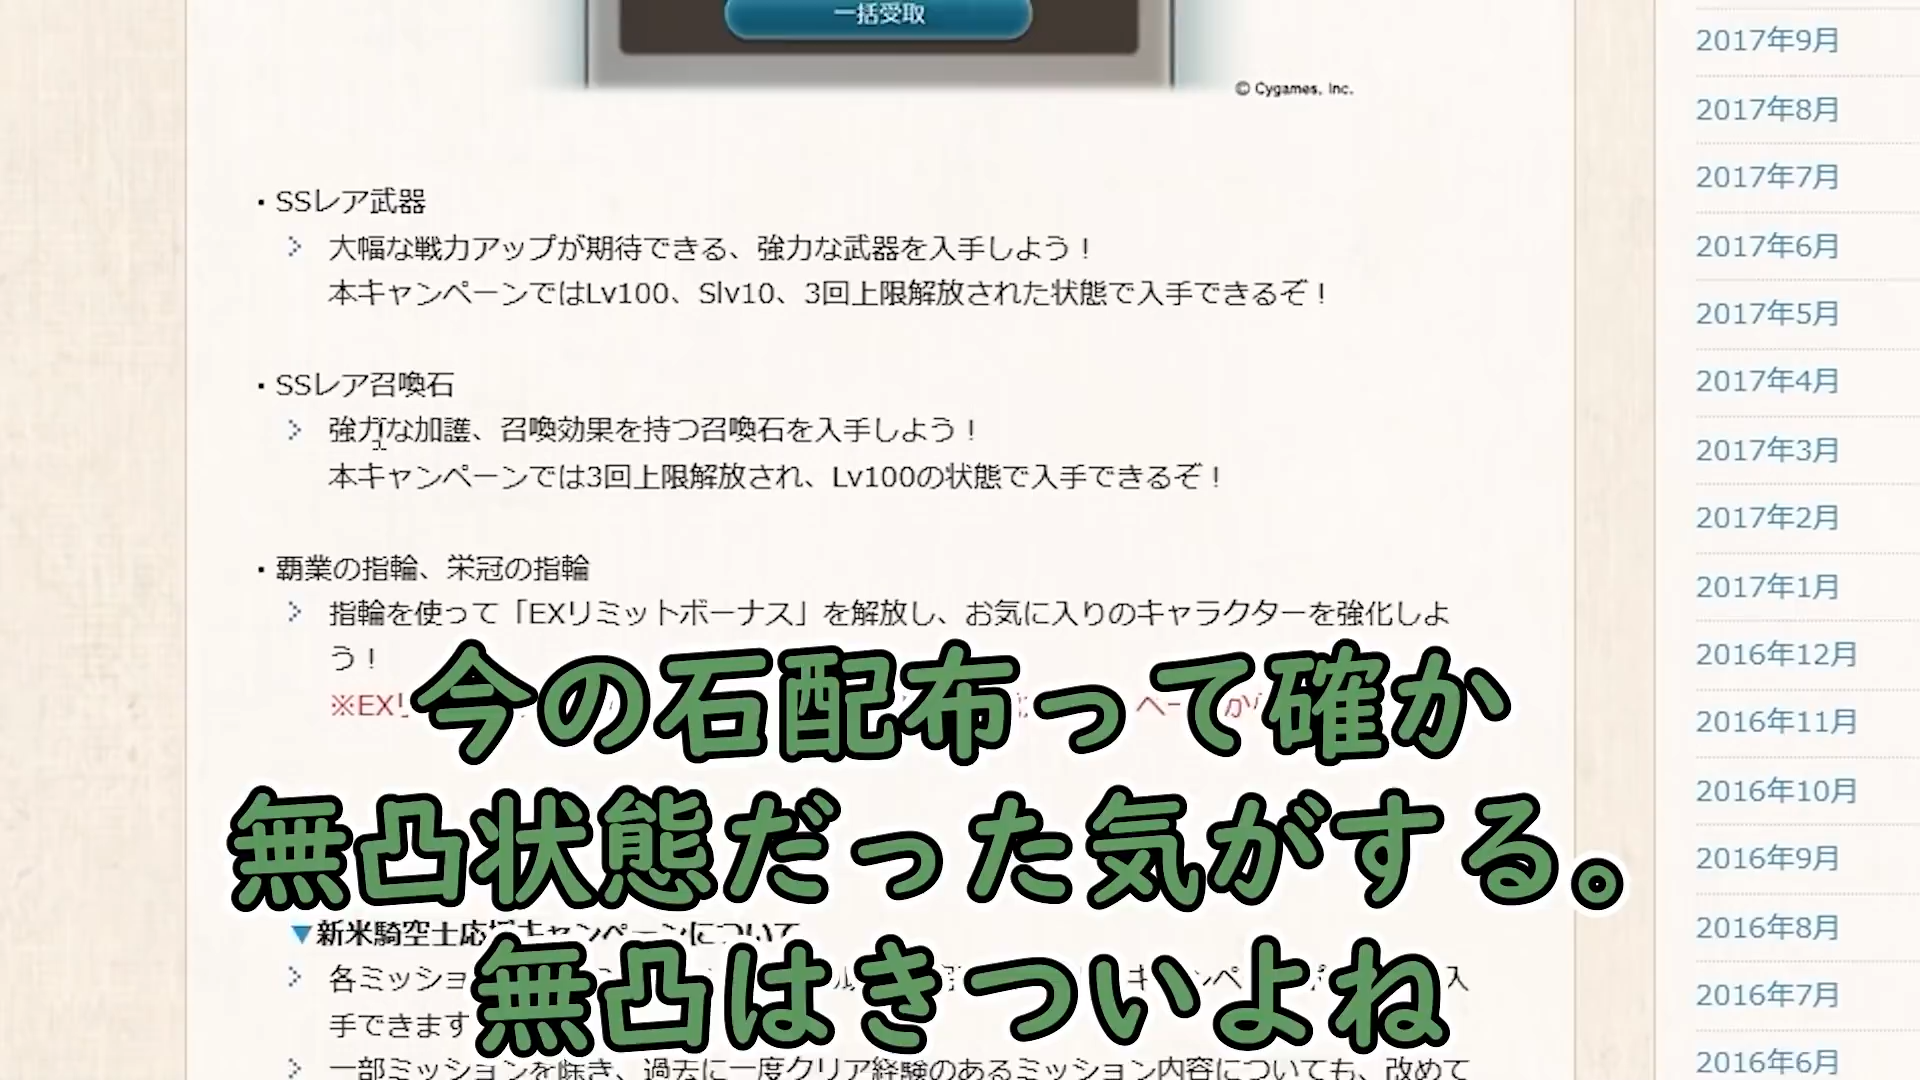 一括受取
© Cygames, Inc.
・SSレア武器
大幅な戦力アップが期待できる、強力な武器を入手しよう！
本キャンペーンではLv100、Slv10、3回上限解放された状態で入手できるぞ！
・SSレア召喚石
強力な加護、召喚効果を持つ召喚石を入手しよう！
本キャンペーンでは3回上限解放され、Lv100の状態で入手できるぞ！
・覇業の指輪、栄冠の指輪
指輪を使って「EXリミットボーナス」を解放し、お気に入りのキャラクターを強化しよ
う！
※EX
今の石配布って確か
無凸状態だった気がする。
無凸はきついよね
▼新米騎空士応援キャンペーンについて
各ミッショ
手できます
一部ミッションを除き、過去に一度クリア経験のあるミッション内容についても、改めて
2017年9月
2017年8月
2017年7月
2017年6月
2017年5月
2017年4月
2017年3月
2017年2月
2017年1月
2016年12月
2016年11月
2016年10月
2016年9月
2016年8月
2016年7月
2016年6月